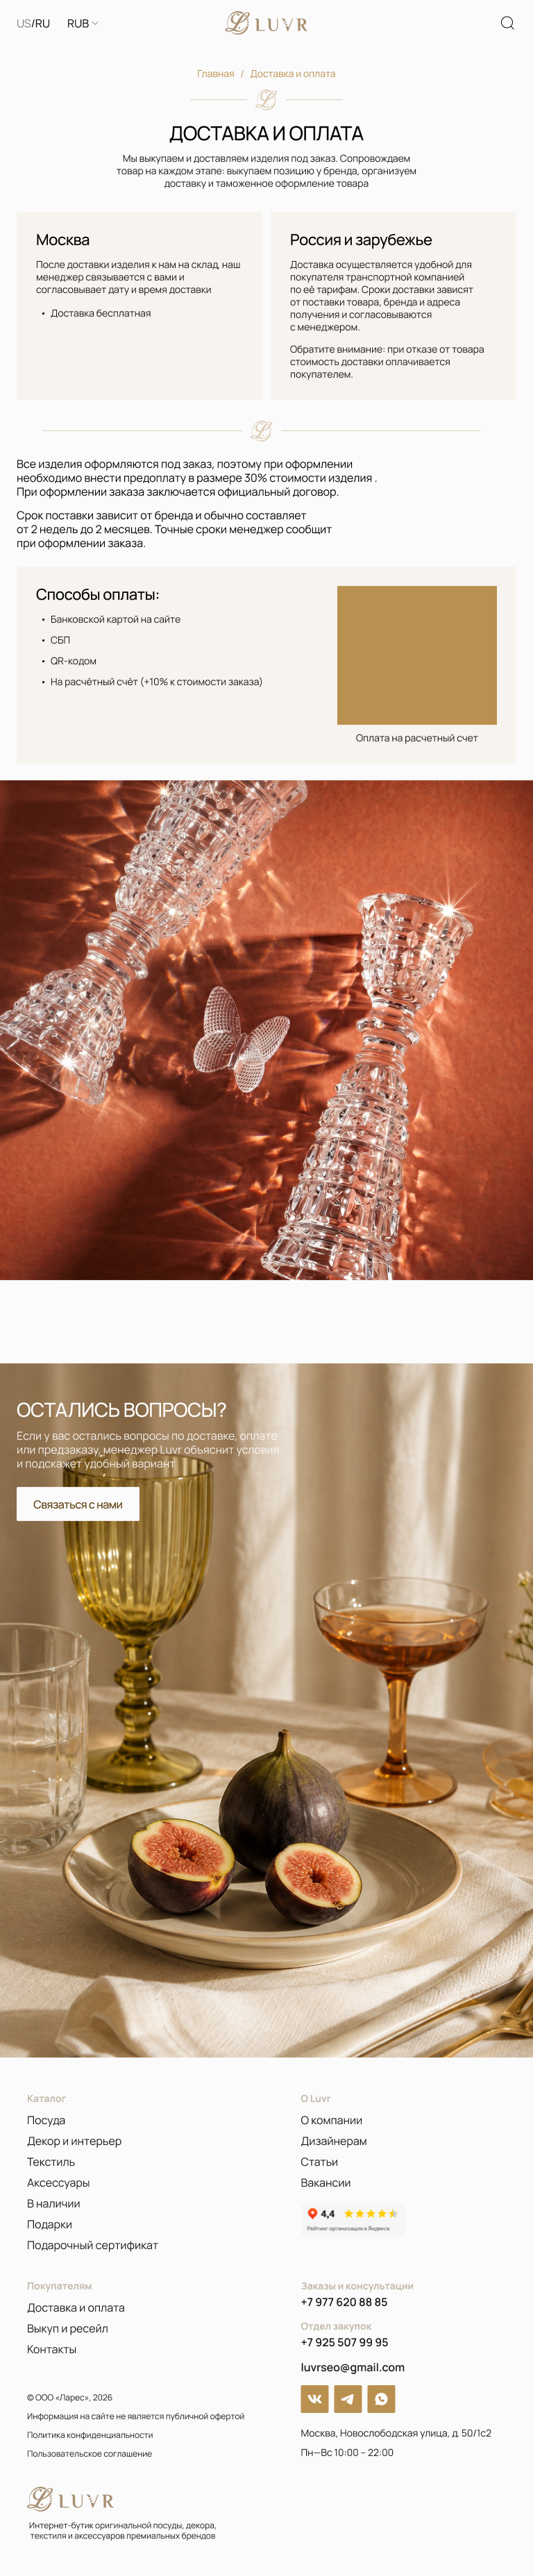 US/RU RUB
LUVR
Главная / Доставка и оплата
ДОСТАВКА И ОПЛАТА
Мы выкупаем и доставляем изделия под заказ. Сопровождаем
товар на каждом этапе: выкупаем позицию у бренда, организуем
доставку и таможенное оформление товара
Москва
После доставки изделия к нам на склад, наш
менеджер связывается с вами и
согласовывает дату и время доставки
• Доставка бесплатная
Россия и зарубежье
Доставка осуществляется удобной для
покупателя транспортной компанией
по её тарифам. Сроки доставки зависят
от поставки товара, бренда и адреса
получения и согласовываются
с менеджером.
Обратите внимание: при отказе от товара
стоимость доставки оплачивается
покупателем.
Все изделия оформляются под заказ, поэтому при оформлении
необходимо внести предоплату в размере 30% стоимости изделия .
При оформлении заказа заключается официальный договор.
Срок поставки зависит от бренда и обычно составляет
от 2 недель до 2 месяцев. Точные сроки менеджер сообщит
при оформлении заказа.
Способы оплаты:
• Банковской картой на сайте
• СБП
• QR-кодом
• На расчётный счёт (+10% к стоимости заказа)
Оплата на расчетный счет
ОСТАЛИСЬ ВОПРОСЫ?
Если у вас остались вопросы по доставке, оплате
или предзаказу, менеджер Luvr объяснит условия
и подскажет удобный вариант
Связаться с нами
Каталог
Посуда
Декор и интерьер
Текстиль
Аксессуары
В наличии
Подарки
Подарочный сертификат
О Luvr
О компании
Дизайнерам
Статьи
Вакансии
4,4
Рейтинг организации в Яндексе
Покупателям
Доставка и оплата
Выкуп и ресейл
Контакты
Заказы и консультации
+7 977 620 88 85
Отдел закупок
+7 925 507 99 95
luvrseo@gmail.com
© ООО «Ларес», 2026
Информация на сайте не является публичной офертой
Политика конфиденциальности
Пользовательское соглашение
Москва, Новослободская улица, д. 50/1с2
Пн—Вс 10:00 – 22:00
LUVR
Интернет-бутик оригинальной посуды, декора,
текстиля и аксессуаров премиальных брендов